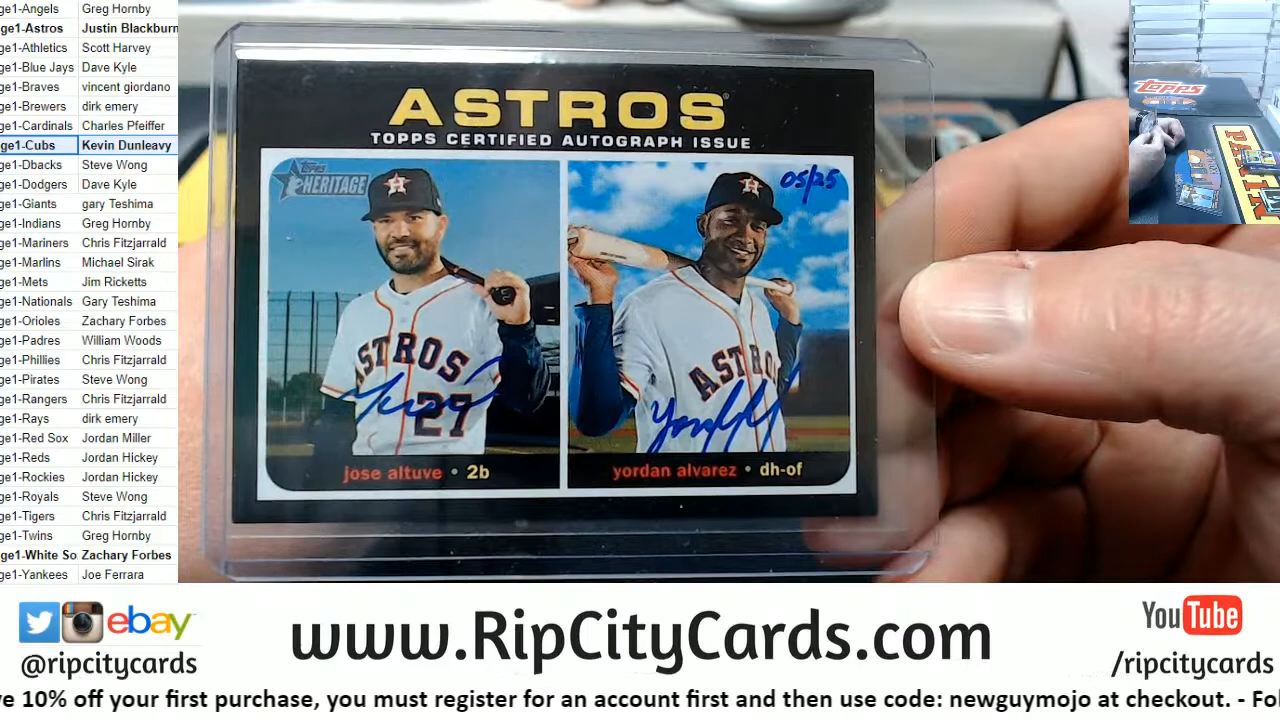 ge1-Angels Greg Hornby
ge1-Astros Justin Blackburn
ge1-Athletics Scott Harvey
ge1-Blue Jays Dave Kyle
ge1-Braves vincent giordano
ge1-Brewers dirk emery
ge1-Cardinals Charles Pfeiffer
ge1-Cubs Kevin Dunleavy
ge1-Dbacks Steve Wong
ge1-Dodgers Dave Kyle
ge1-Giants gary Teshima
ge1-Indians Greg Hornby
ge1-Mariners Chris Fitzjarrald
ge1-Marlins Michael Sirak
ge1-Mets Jim Ricketts
ge1-Nationals Gary Teshima
ge1-Orioles Zachary Forbes
ge1-Padres William Woods
ge1-Phillies Chris Fitzjarrald
ge1-Pirates Steve Wong
ge1-Rangers Chris Fitzjarrald
ge1-Rays dirk emery
ge1-Red Sox Jordan Miller
ge1-Reds Jordan Hickey
ge1-Rockies Jordan Hickey
ge1-Royals Steve Wong
ge1-Tigers Chris Fitzjarrald
ge1-Twins Greg Hornby
ge1-White So Zachary Forbes
ge1-Yankees Joe Ferrara
ASTROS
TOPPS CERTIFIED AUTOGRAPH ISSUE
Topps
HERITAGE
05/25
ASTROS
27
ASTRO
jose altuve • 2b
yordan alvarez • dh-of
topps
ebay
@ripcitycards
www.RipCityCards.com
YouTube
/ripcitycards
ve 10% off your first purchase, you must register for an account first and then use code: newguymojo at checkout. - Fol